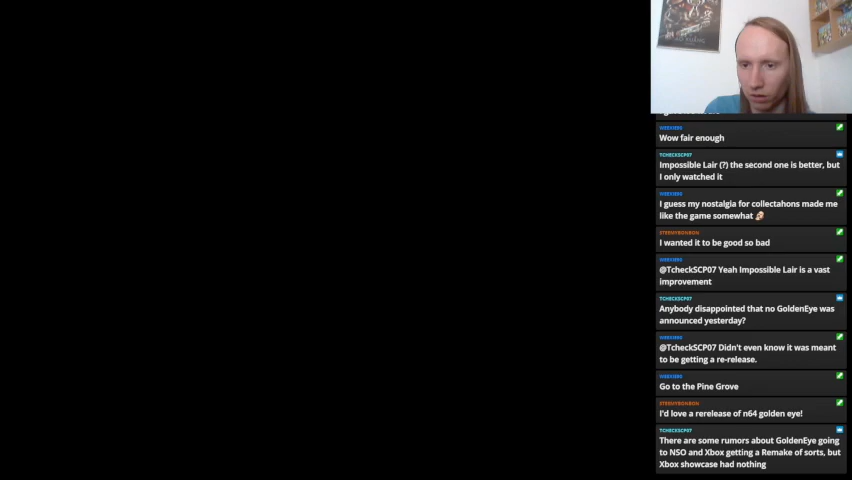 WEEKIEBO
Wow fair enough
TCHECKSCP07
Impossible Lair (?) the second one is better, but
I only watched it
I guess my nostalgia for collectahons made me
like the game somewhat
STEEMYBONBON
I wanted it to be good so bad
@TcheckSCP07 Yeah Impossible Lair is a vast
improvement
TCHECKSCP07
Anybody disappointed that no GoldenEye was
announced yesterday?
@TcheckSCP07 Didn't even know it was meant
to be getting a re-release.
Go to the Pine Grove
STEEMYBONBON
I'd love a rerelease of n64 golden eye!
TCHECKSCP07
There are some rumors about GoldenEye going
to NSO and Xbox getting a Remake of sorts, but
Xbox showcase had nothing